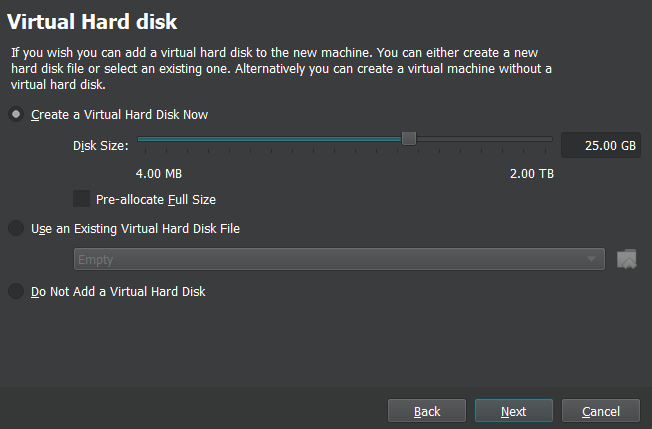 Virtual Hard disk
If you wish you can add a virtual hard disk to the new machine. You can either create a new
hard disk file or select an existing one. Alternatively you can create a virtual machine without a
virtual hard disk.
Create a Virtual Hard Disk Now
Disk Size:
25.00 GB
4.00 MB
2.00 TB
Pre-allocate Full Size
Use an Existing Virtual Hard Disk File
Empty
Do Not Add a Virtual Hard Disk
Back
Next
Cancel